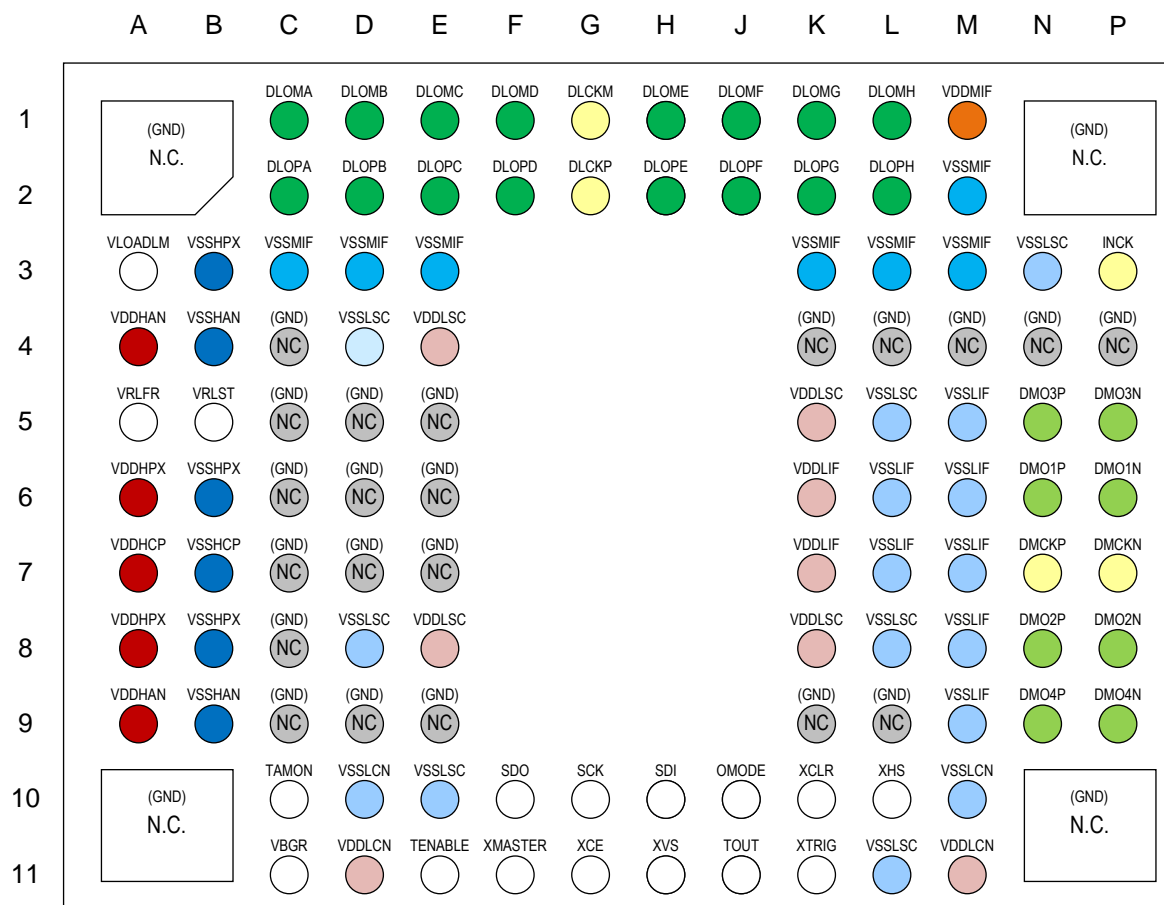 A B C D E F G H J K L M N P
DLOMA DLOMB DLOMC DLOMD DLCKM DLOME DLOMF DLOMG DLOMH VDDMIF
1
(GND) (GND)
N.C. N.C.
DLOPA DLOPB DLOPC DLOPD DLCKP DLOPE DLOPF DLOPG DLOPH VSSMIF
2
VLOADLM VSSHPX VSSMIF VSSMIF VSSMIF VSSMIF VSSMIF VSSMIF VSSLSC INCK
3
VDDHAN VSSHAN (GND) VSSLSC VDDLSC (GND) (GND) (GND) (GND) (GND)
4 NC NC NC NC NC NC
VRLFR VRLST (GND) (GND) (GND) VDDLSC VSSLSC VSSLIF DMO3P DMO3N
5 NC NC NC
VDDHPX VSSHPX (GND) (GND) (GND) VDDLIF VSSLIF VSSLIF DMO1P DMO1N
6 NC NC NC
VDDHCP VSSHCP (GND) (GND) (GND) VDDLIF VSSLIF VSSLIF DMCKP DMCKN
7 NC NC NC
VDDHPX VSSHPX (GND) VSSLSC VDDLSC VDDLSC VSSLSC VSSLIF DMO2P DMO2N
8 NC
VDDHAN VSSHAN (GND) (GND) (GND) (GND) (GND) VSSLIF DMO4P DMO4N
9 NC NC NC NC NC
TAMON VSSLCN VSSLSC SDO SCK SDI OMODE XCLR XHS VSSLCN
10 (GND) (GND)
N.C. N.C.
VBGR VDDLCN TENABLE XMASTER XCE XVS TOUT XTRIG VSSLSC VDDLCN
11